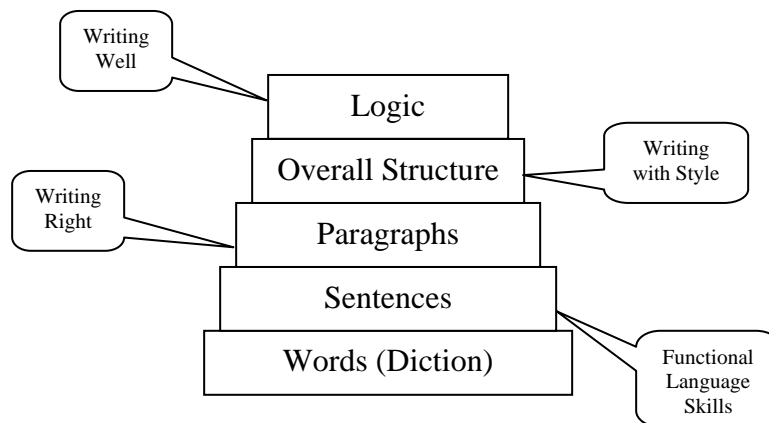 Writing
Well
Logic
Overall Structure
Writing
with Style
Writing
Right
Paragraphs
Sentences
Words (Diction)
Functional
Language
Skills